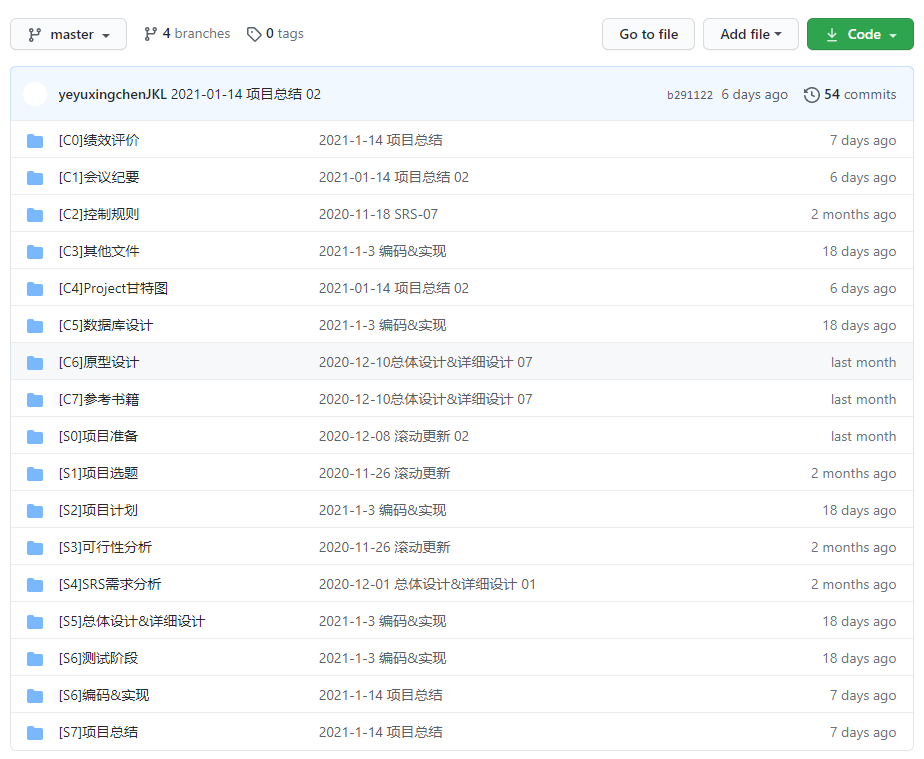 master 4 branches 0 tags Go to file Add file Code
yeyuxingchenJKL 2021-01-14 项目总结 02 b291122 6 days ago 54 commits
[C0]绩效评价 2021-1-14 项目总结 7 days ago
[C1]会议纪要 2021-01-14 项目总结 02 6 days ago
[C2]控制规则 2020-11-18 SRS-07 2 months ago
[C3]其他文件 2021-1-3 编码&实现 18 days ago
[C4]Project甘特图 2021-01-14 项目总结 02 6 days ago
[C5]数据库设计 2021-1-3 编码&实现 18 days ago
[C6]原型设计 2020-12-10总体设计&详细设计 07 last month
[C7]参考书籍 2020-12-10总体设计&详细设计 07 last month
[S0]项目准备 2020-12-08 滚动更新 02 last month
[S1]项目选题 2020-11-26 滚动更新 2 months ago
[S2]项目计划 2021-1-3 编码&实现 18 days ago
[S3]可行性分析 2020-11-26 滚动更新 2 months ago
[S4]SRS需求分析 2020-12-01 总体设计&详细设计 01 2 months ago
[S5]总体设计&详细设计 2021-1-3 编码&实现 18 days ago
[S6]测试阶段 2021-1-3 编码&实现 18 days ago
[S6]编码&实现 2021-1-14 项目总结 7 days ago
[S7]项目总结 2021-1-14 项目总结 7 days ago